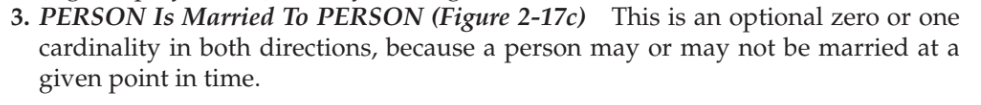 3. PERSON Is Married To PERSON (Figure 2-17c) This is an optional zero or one
cardinality in both directions, because a person may or may not be married at a
given point in time.